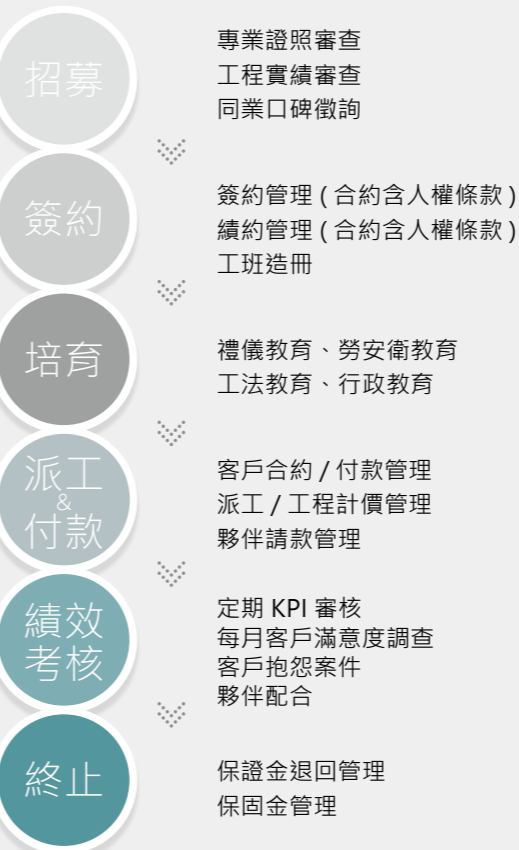 招募
專業證照審查
工程實績審查
同業口碑徵詢
簽約
簽約管理 ( 合約含人權條款 )
續約管理 ( 合約含人權條款 )
工班造冊
培育
禮儀教育、勞安衛教育
工法教育、行政教育
派工
&
付款
客戶合約 / 付款管理
派工 / 工程計價管理
夥伴請款管理
績效
考核
定期 KPI 審核
每月客戶滿意度調查
客戶抱怨案件
夥伴配合
終止
保證金退回管理
保固金管理